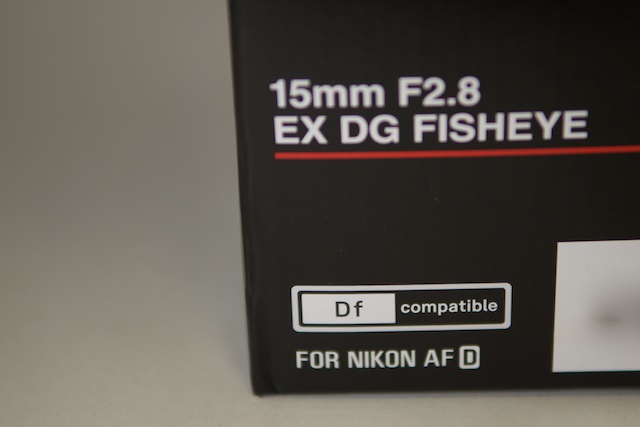 15mm F2.8
EX DG FISHEYE
Df compatible
FOR NIKON AF D